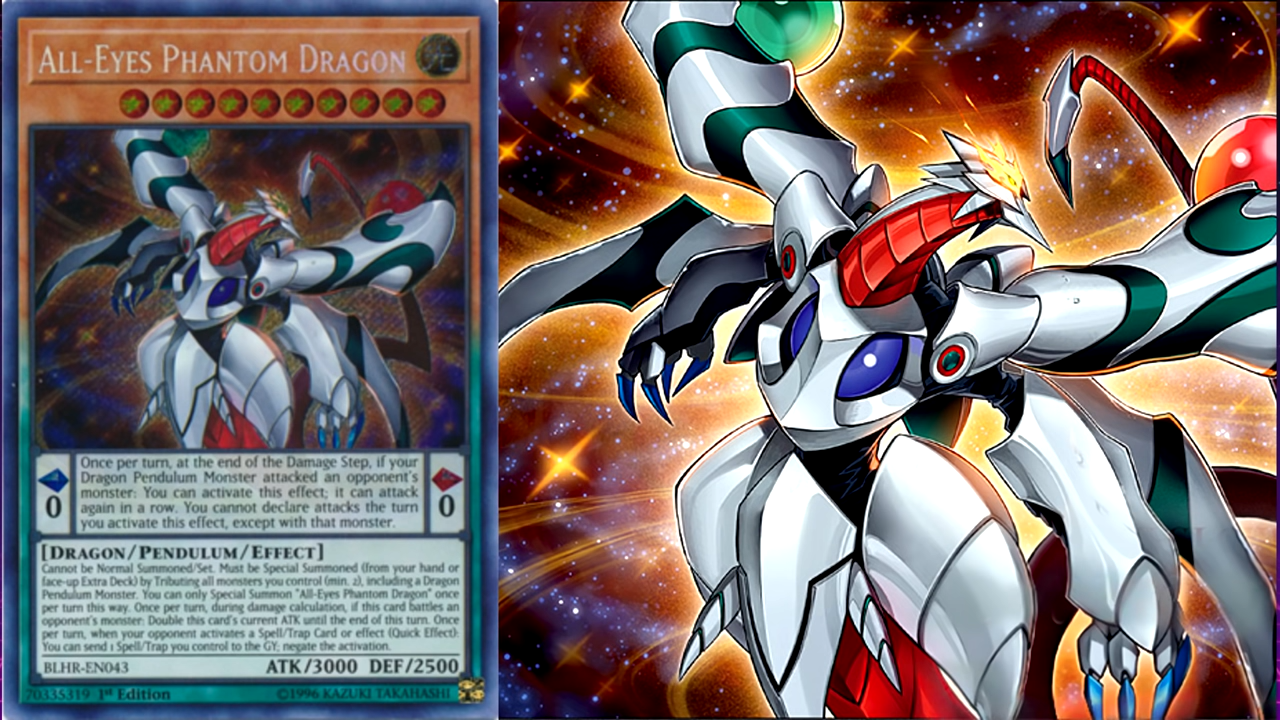 ALL-EYES PHANTOM DRAGON
Once per turn, at the end of the Damage Step, if your
Dragon Pendulum Monster attacked an opponent's
monster: You can activate this effect; it can attack
again in a row. You cannot declare attacks the turn
you activate this effect, except with that monster.
0
0
[DRAGON/PENDULUM/EFFECT]
Cannot be Normal Summoned/Set. Must be Special Summoned (from your hand or
face-up Extra Deck) by Tributing all monsters you control (min. 2), including a Dragon
Pendulum Monster. You can only Special Summon "All-Eyes Phantom Dragon" once
per turn this way. Once per turn, during damage calculation, if this card battles an
opponent's monster: Double this card's current ATK until the end of this turn. Once
per turn, when your opponent activates a Spell/Trap Card or effect (Quick Effect):
You can send 1 Spell/Trap you control to the GY; negate the activation.
BLHR-EN043 ATK/3000 DEF/2500
70335319 1st Edition ©1996 KAZUKI TAKAHASHI